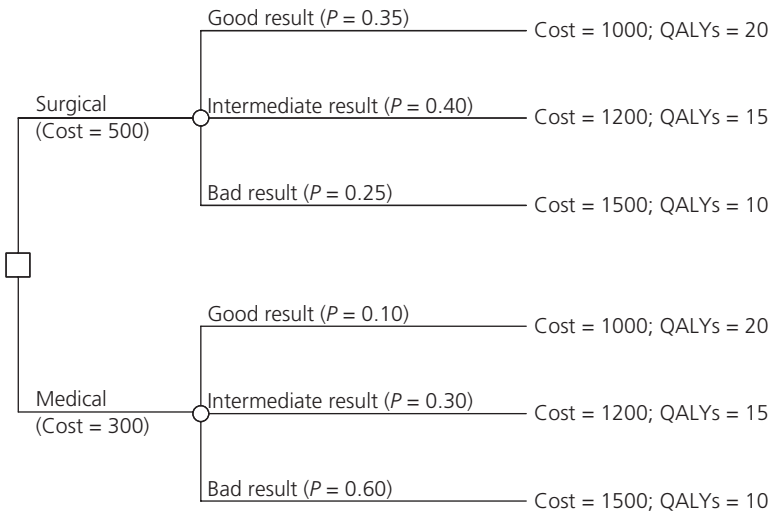 Good result (P = 0.35)
Cost = 1000; QALYs = 20
Surgical
(Cost = 500)
Intermediate result (P = 0.40)
Cost = 1200; QALYs = 15
Bad result (P = 0.25)
Cost = 1500; QALYs = 10
Good result (P = 0.10)
Cost = 1000; QALYs = 20
Medical
(Cost = 300)
Intermediate result (P = 0.30)
Cost = 1200; QALYs = 15
Bad result (P = 0.60)
Cost = 1500; QALYs = 10